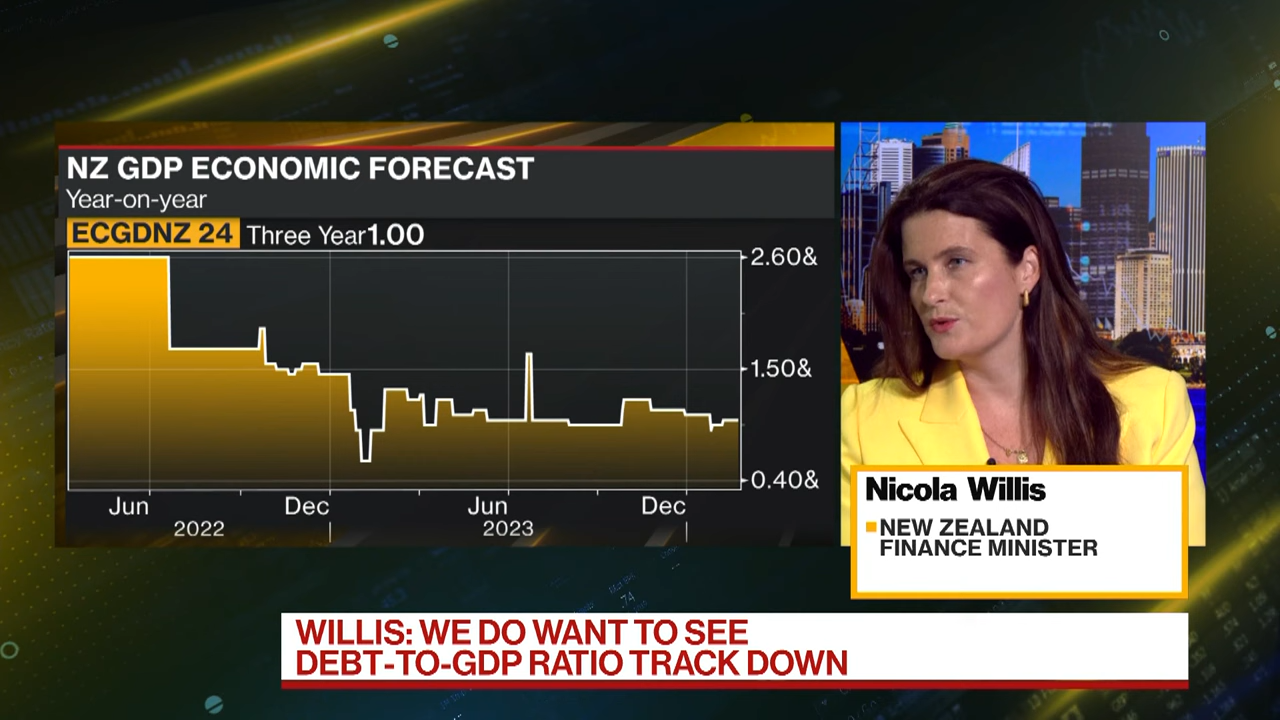 NZ GDP ECONOMIC FORECAST
Year-on-year
ECGDNZ 24 Three Year1.00
2.60&
1.50&
0.40&
Jun Dec Jun Dec
2022 2023
Nicola Willis
NEW ZEALAND
FINANCE MINISTER
WILLIS: WE DO WANT TO SEE
DEBT-TO-GDP RATIO TRACK DOWN